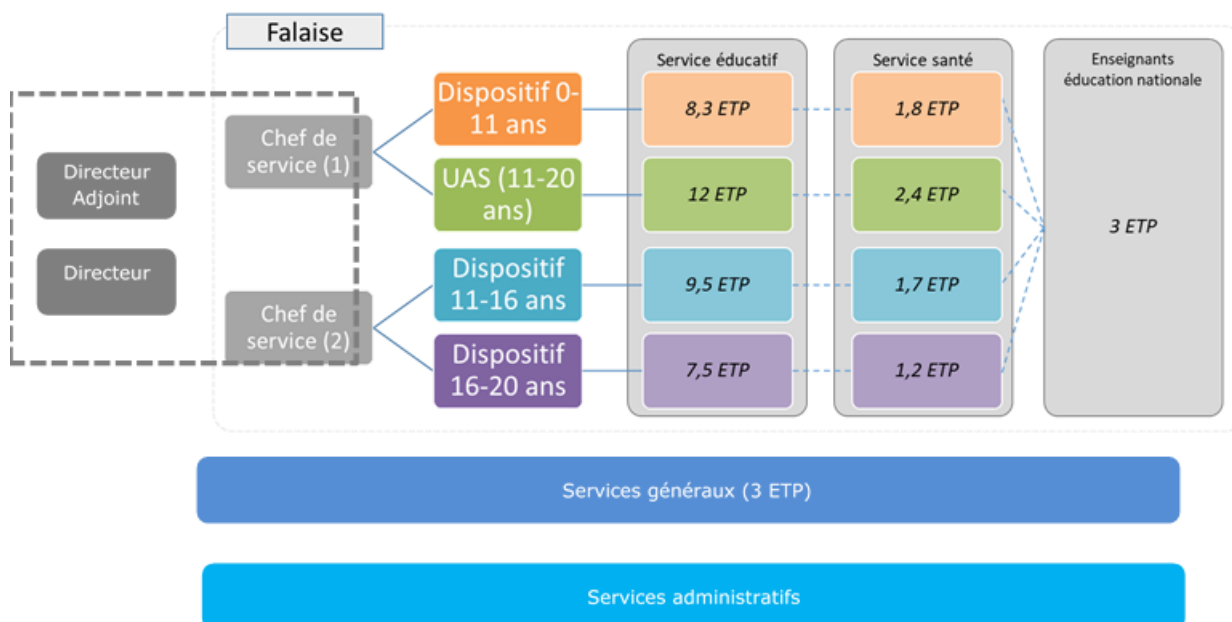 Falaise
Service éducatif
Service santé
Enseignants
éducation nationale
Directeur
Adjoint
Directeur
Chef de
service (1)
Chef de
service (2)
Dispositif 0-
11 ans
8,3 ETP
1,8 ETP
UAS (11-20
ans)
12 ETP
2,4 ETP
Dispositif
11-16 ans
9,5 ETP
1,7 ETP
Dispositif
16-20 ans
7,5 ETP
1,2 ETP
3 ETP
Services généraux (3 ETP)
Services administratifs